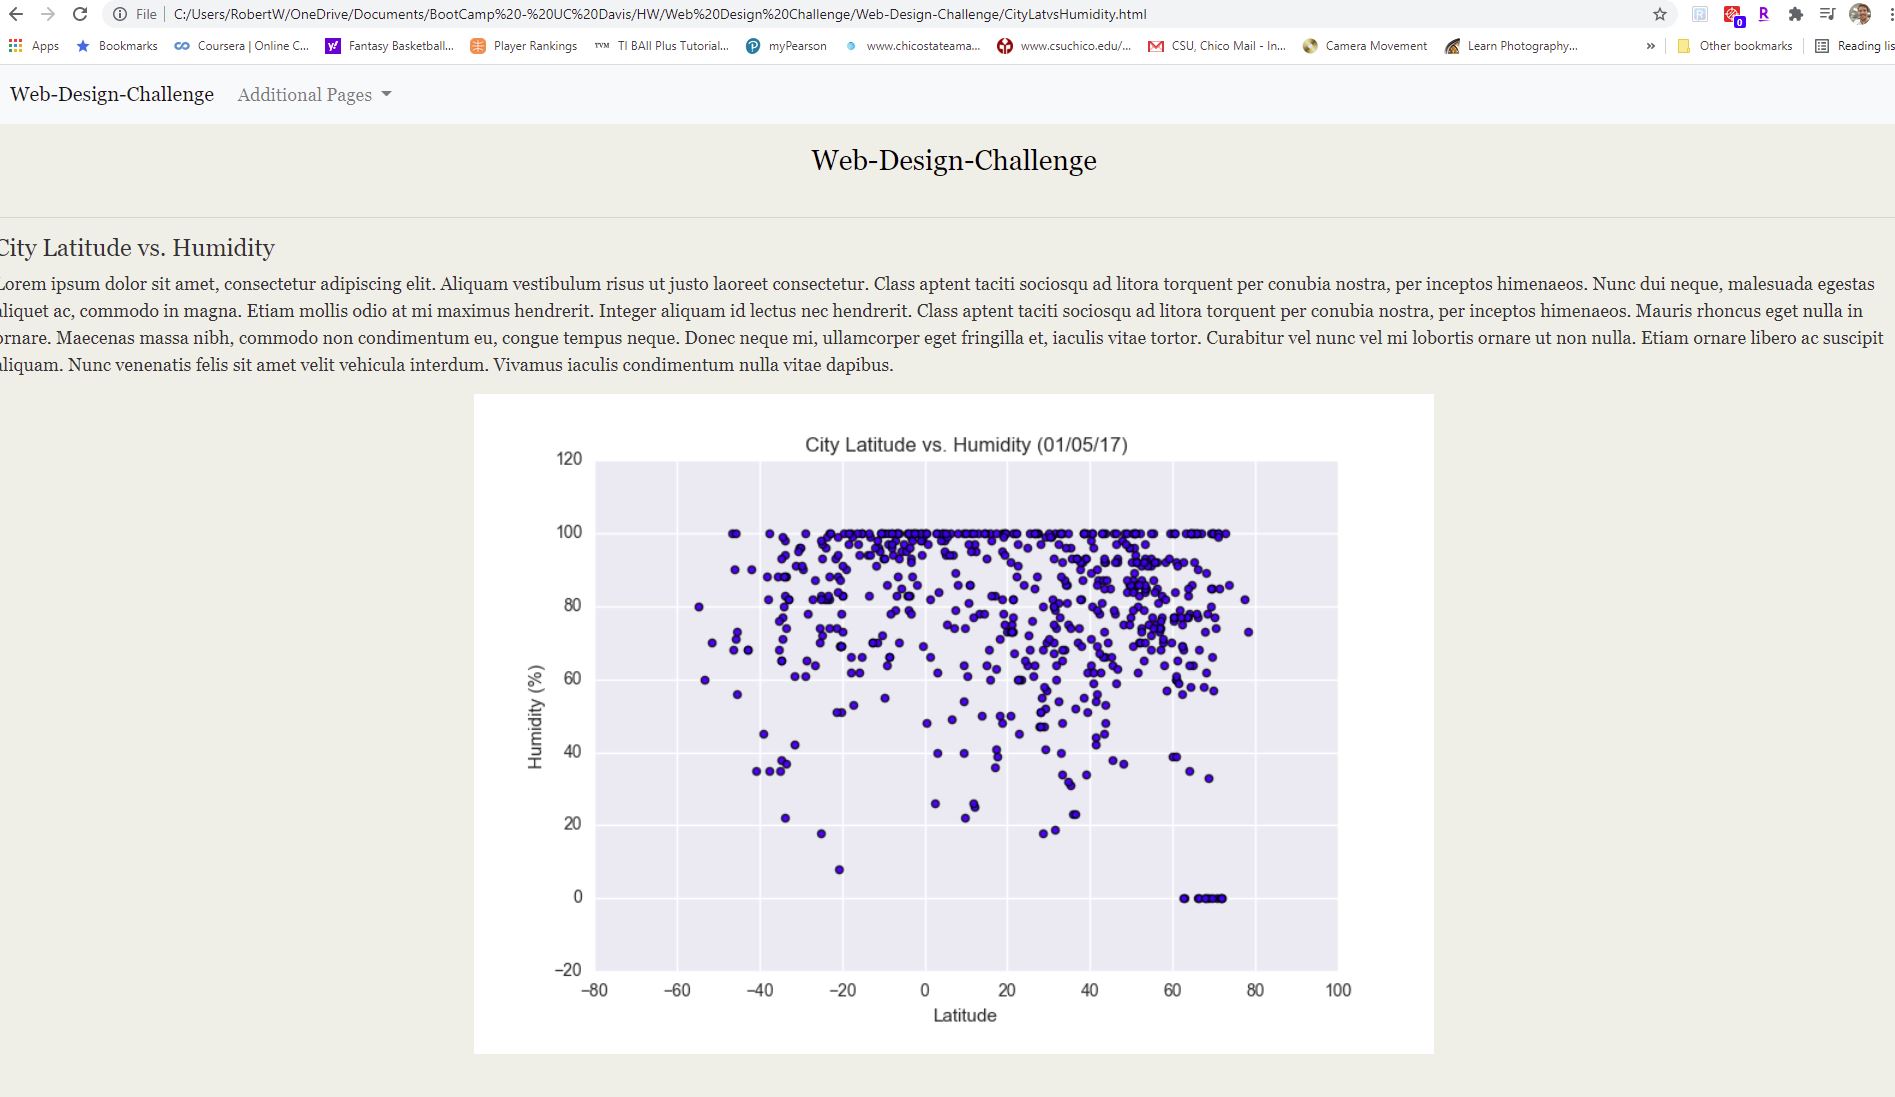 File C:/Users/RobertW/OneDrive/Documents/BootCamp%20-%20UC%20Davis/HW/Web%20Design%20Challenge/Web-Design-Challenge/CityLatvsHumidity.html R 0 R
Apps Bookmarks Coursera | Online C... Fantasy Basketball... Player Rankings TI BAll Plus Tutorial... myPearson www.chicostateama... www.csuchico.edu/... CSU, Chico Mail - In... Camera Movement Learn Photography... » Other bookmarks Reading lis
Web-Design-Challenge Additional Pages
Web-Design-Challenge
City Latitude vs. Humidity
Lorem ipsum dolor sit amet, consectetur adipiscing elit. Aliquam vestibulum risus ut justo laoreet consectetur. Class aptent taciti sociosqu ad litora torquent per conubia nostra, per inceptos himenaeos. Nunc dui neque, malesuada egestas
aliquet ac, commodo in magna. Etiam mollis odio at mi maximus hendrerit. Integer aliquam id lectus nec hendrerit. Class aptent taciti sociosqu ad litora torquent per conubia nostra, per inceptos himenaeos. Mauris rhoncus eget nulla in
ornare. Maecenas massa nibh, commodo non condimentum eu, congue tempus neque. Donec neque mi, ullamcorper eget fringilla et, iaculis vitae tortor. Curabitur vel nunc vel mi lobortis ornare ut non nulla. Etiam ornare libero ac suscipit
aliquam. Nunc venenatis felis sit amet velit vehicula interdum. Vivamus iaculis condimentum nulla vitae dapibus.
City Latitude vs. Humidity (01/05/17)
120
100
80
60
40
20
0
−20
Humidity (%)
−80 −60 −40 −20 0 20 40 60 80 100
Latitude